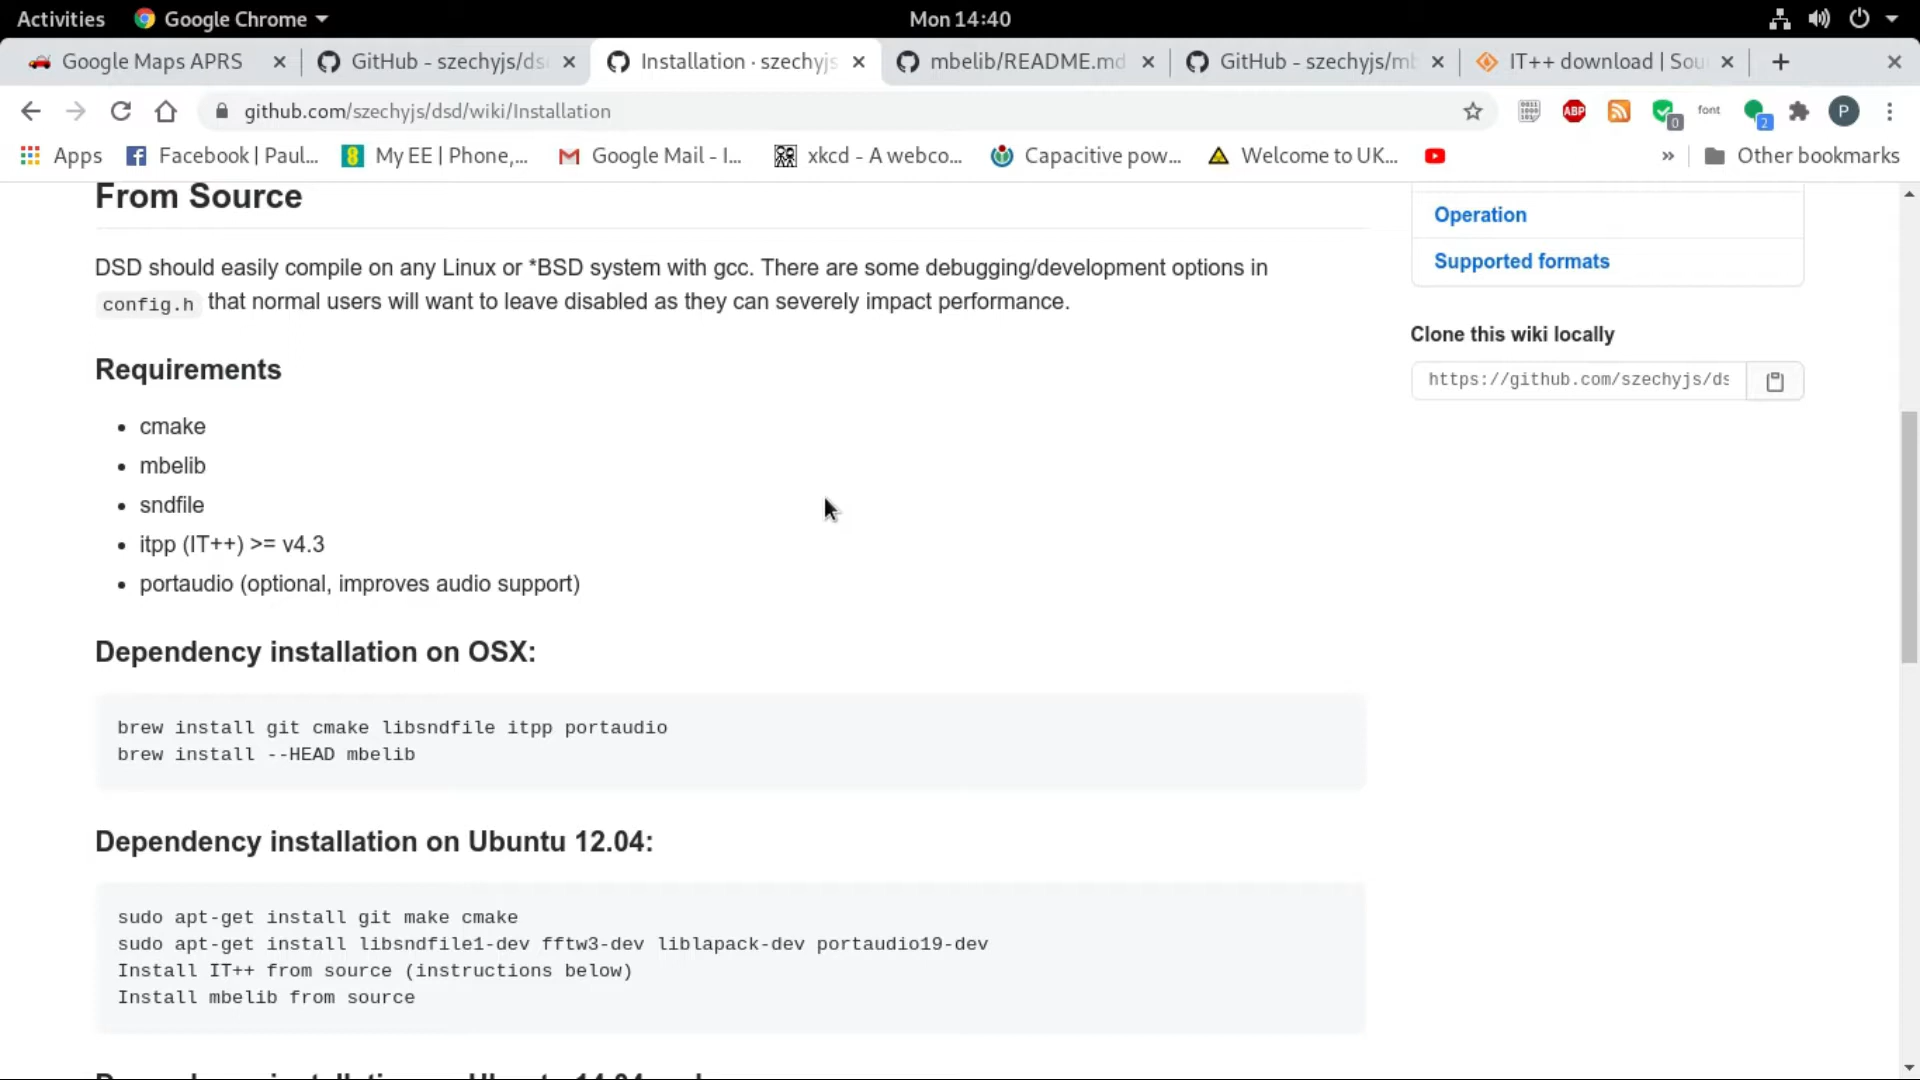 Activities Google Chrome Mon 14:40
Google Maps APRS GitHub - szechyjs/ds Installation · szechyjs mbelib/README.md GitHub - szechyjs/mb IT++ download | Sou
github.com/szechyjs/dsd/wiki/Installation ABP 0 font 2 P
Apps Facebook | Paul... My EE | Phone,... Google Mail - I... xkcd - A webco... Capacitive pow... Welcome to UK... » Other bookmarks
From Source
DSD should easily compile on any Linux or *BSD system with gcc. There are some debugging/development options in
config.h that normal users will want to leave disabled as they can severely impact performance.
Requirements
• cmake
• mbelib
• sndfile
• itpp (IT++) >= v4.3
• portaudio (optional, improves audio support)
Dependency installation on OSX:
brew install git cmake libsndfile itpp portaudio
brew install --HEAD mbelib
Dependency installation on Ubuntu 12.04:
sudo apt-get install git make cmake
sudo apt-get install libsndfile1-dev fftw3-dev liblapack-dev portaudio19-dev
Install IT++ from source (instructions below)
Install mbelib from source
Operation
Supported formats
Clone this wiki locally
https://github.com/szechyjs/ds